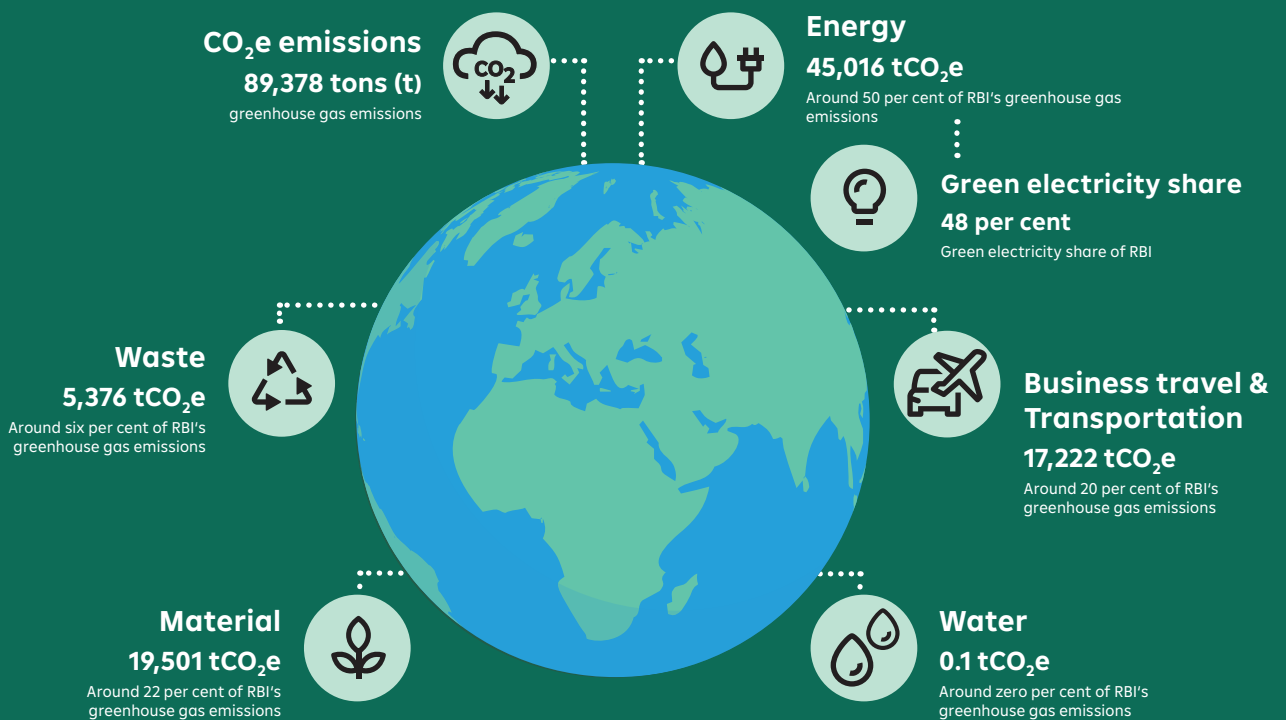 CO₂e emissions
89,378 tons (t)
greenhouse gas emissions
CO2
Energy
45,016 tCO₂e
Around 50 per cent of RBI's greenhouse gas
emissions
Green electricity share
48 per cent
Green electricity share of RBI
Waste
5,376 tCO₂e
Around six per cent of RBI's
greenhouse gas emissions
Business travel &
Transportation
17,222 tCO₂e
Around 20 per cent of RBI's
greenhouse gas emissions
Material
19,501 tCO₂e
Around 22 per cent of RBI's
greenhouse gas emissions
Water
0.1 tCO₂e
Around zero per cent of RBI's
greenhouse gas emissions